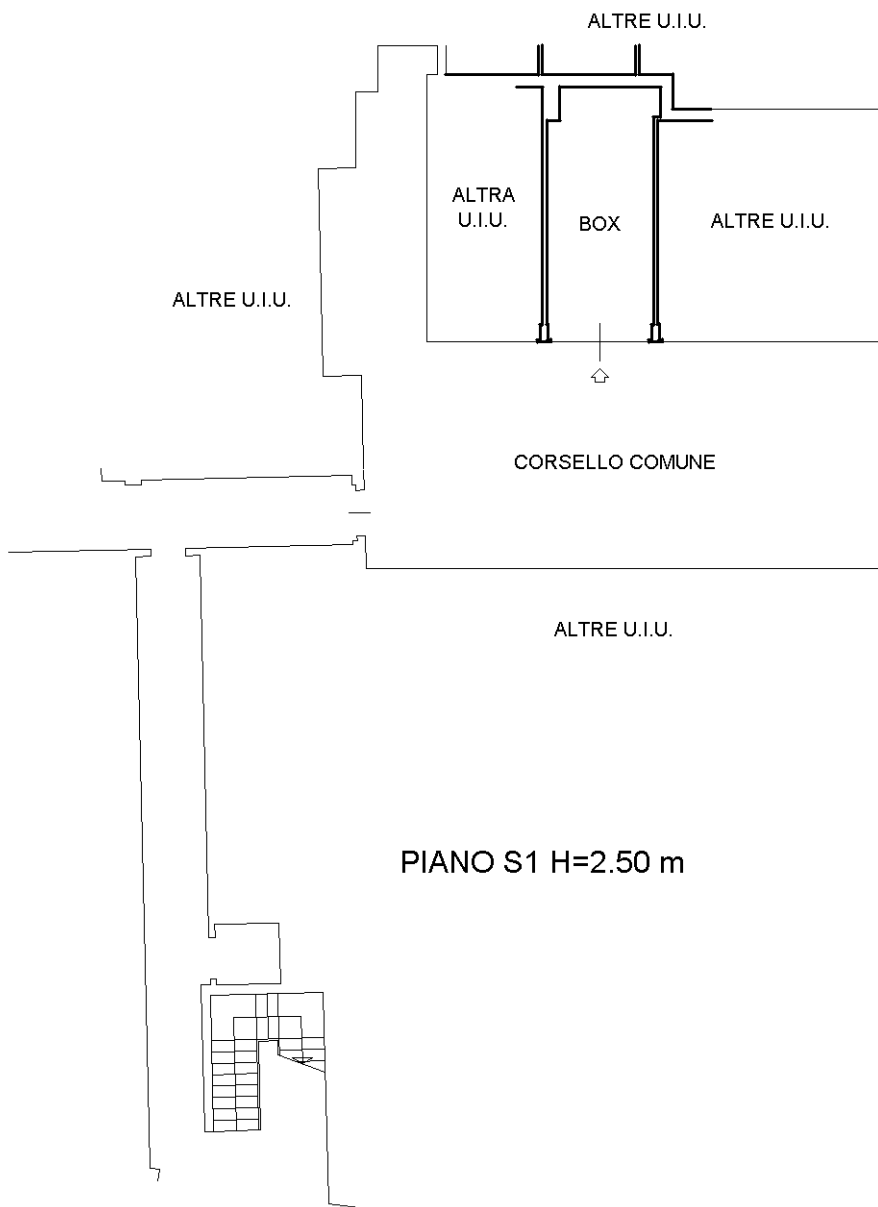 ALTRE U.I.U.
ALTRA
U.I.U.
BOX
ALTRE U.I.U.
ALTRE U.I.U.
CORSELLO COMUNE
ALTRE U.I.U.
PIANO S1 H=2.50 m